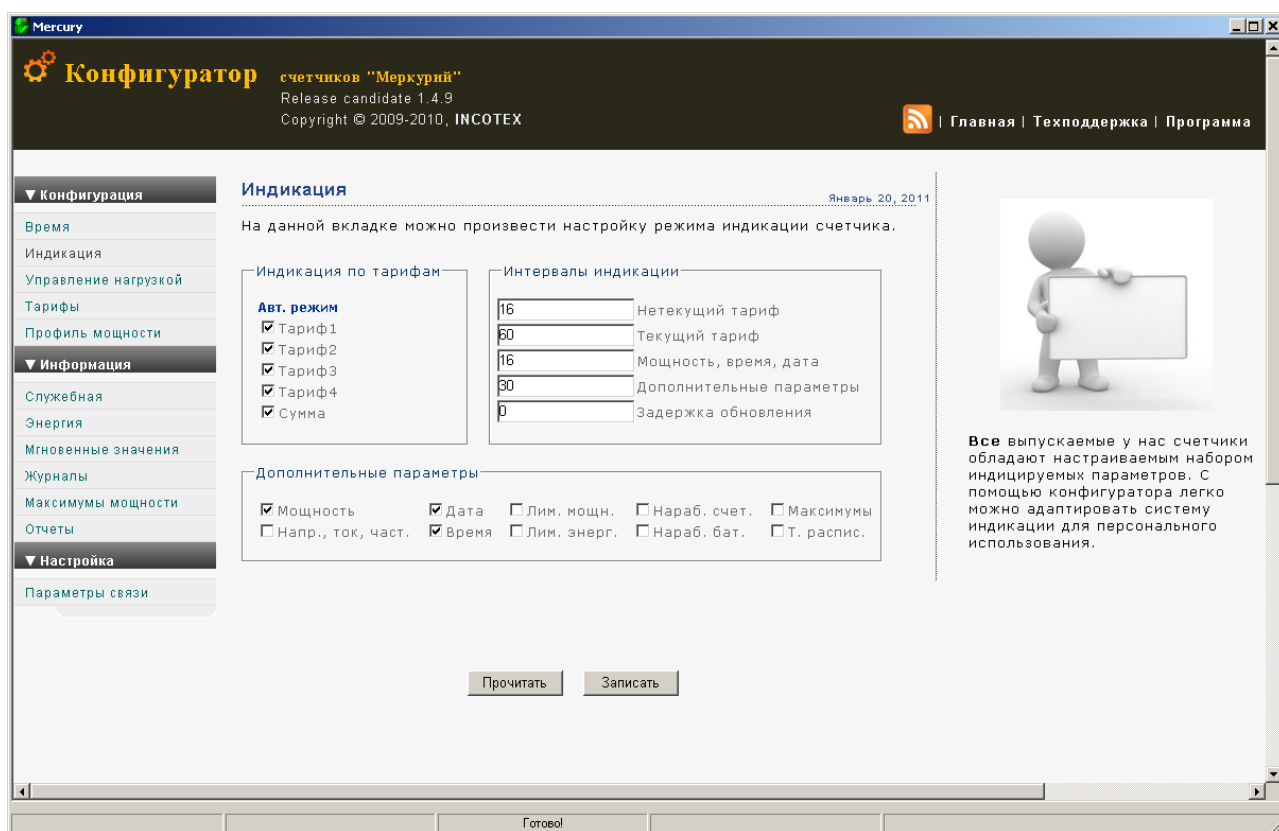 Mercury
Конфигуратор счетчиков "Меркурий"
Release candidate 1.4.9
Copyright © 2009-2010, INCOTEX
| Главная | Техподдержка | Программа
▼ Конфигурация
Время
Индикация
Управление нагрузкой
Тарифы
Профиль мощности
▼ Информация
Служебная
Энергия
Мгновенные значения
Журналы
Максимумы мощности
Отчеты
▼ Настройка
Параметры связи
Индикация
Январь 20, 2011
На данной вкладке можно произвести настройку режима индикации счетчика.
Индикация по тарифам
Авт. режим
Тариф1
Тариф2
Тариф3
Тариф4
Сумма
Интервалы индикации
16 Нетекущий тариф
60 Текущий тариф
16 Мощность, время, дата
30 Дополнительные параметры
0 Задержка обновления
Дополнительные параметры
Мощность Дата Лим. мощн. Нараб. счет. Максимумы
Напр., ток, част. Время Лим. энерг. Нараб. бат. Т. распис.
Прочитать Записать
Все выпускаемые у нас счетчики
обладают настраиваемым набором
индицируемых параметров. С
помощью конфигуратора легко
можно адаптировать систему
индикации для персонального
использования.
Готово!